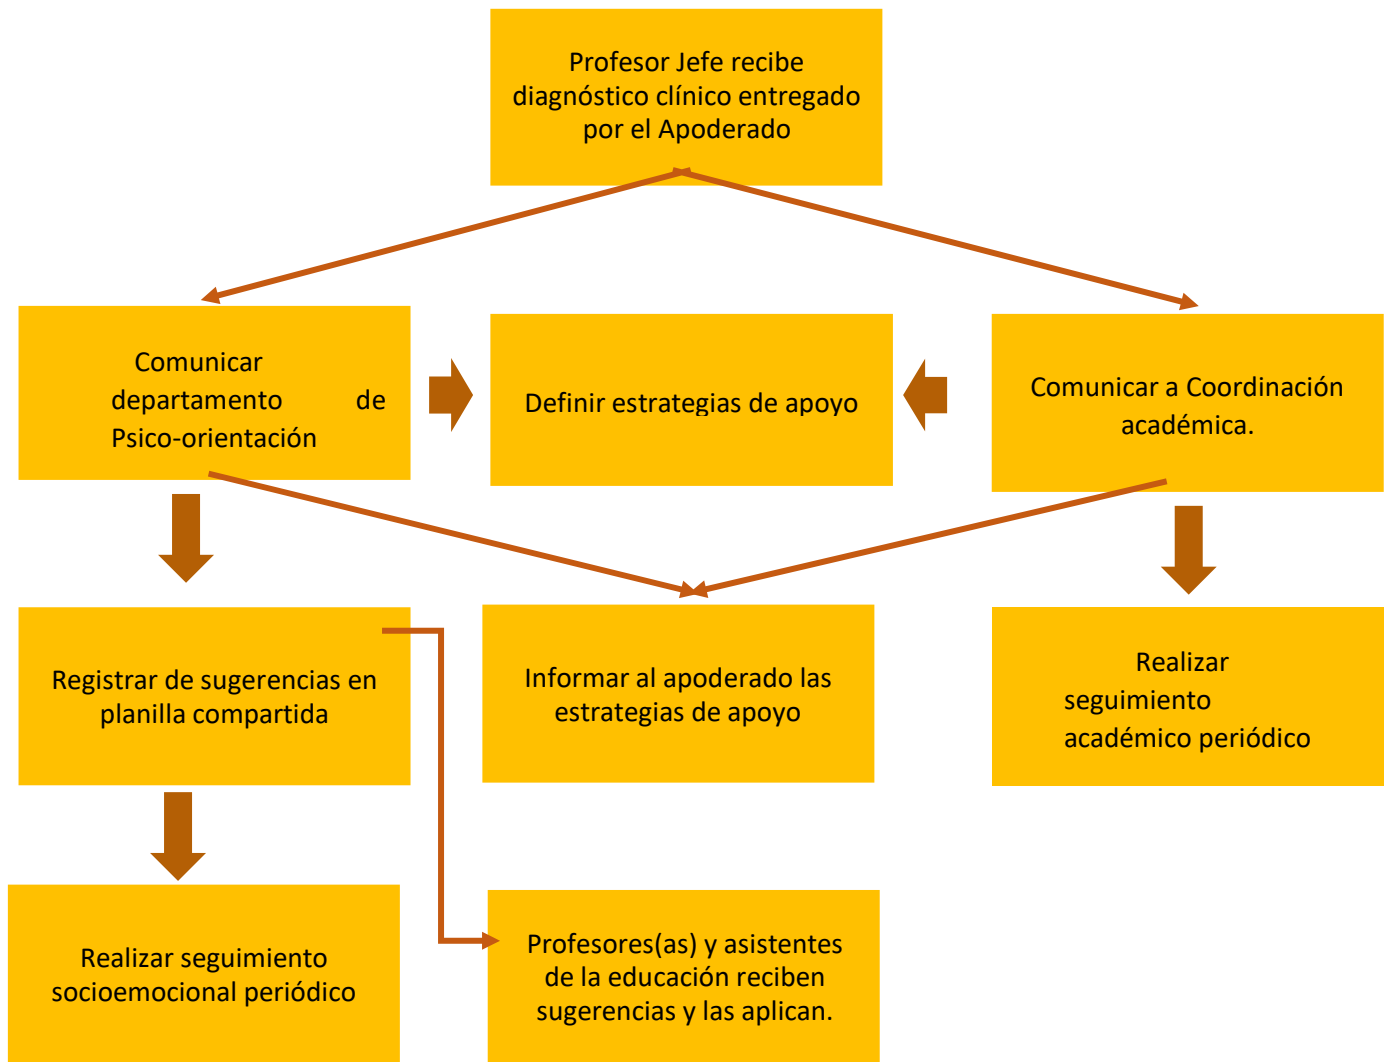 Profesor Jefe recibe
diagnóstico clínico entregado
por el Apoderado
Comunicar
departamento de
Psico-orientación
Definir estrategias de apoyo
Comunicar a Coordinación
académica.
Registrar de sugerencias en
planilla compartida
Informar al apoderado las
estrategias de apoyo
Realizar
seguimiento
académico periódico
Realizar seguimiento
socioemocional periódico
Profesores(as) y asistentes
de la educación reciben
sugerencias y las aplican.